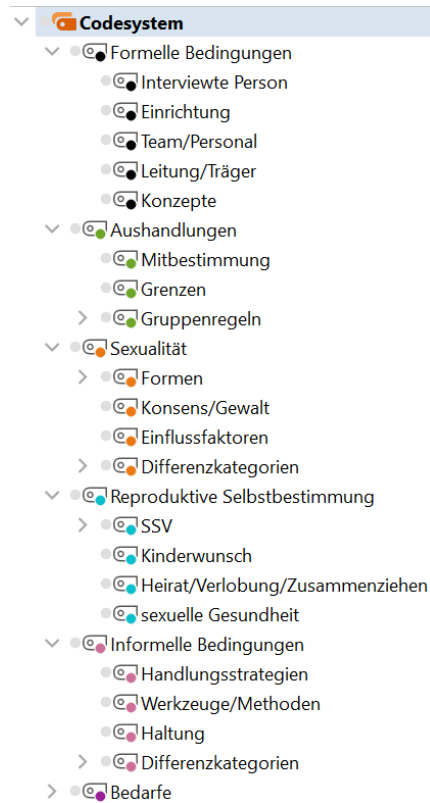 Codesystem
Formelle Bedingungen
Interviewte Person
Einrichtung
Team/Personal
Leitung/Träger
Konzepte
Aushandlungen
Mitbestimmung
Grenzen
Gruppenregeln
Sexualität
Formen
Konsens/Gewalt
Einflussfaktoren
Differenzkategorien
Reproduktive Selbstbestimmung
SSV
Kinderwunsch
Heirat/Verlobung/Zusammenziehen
sexuelle Gesundheit
Informelle Bedingungen
Handlungsstrategien
Werkzeuge/Methoden
Haltung
Differenzkategorien
Bedarfe